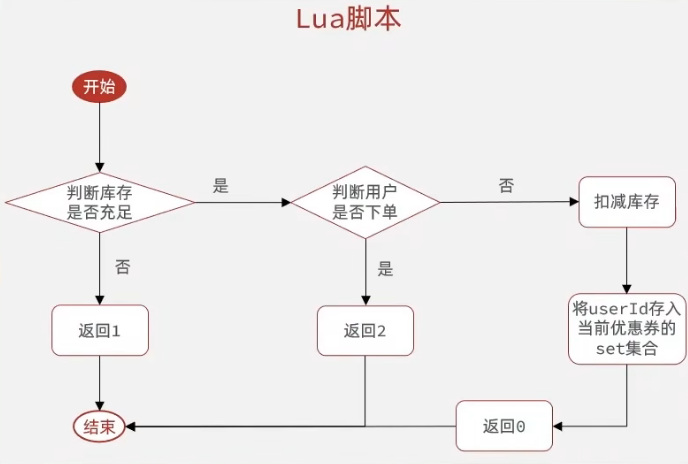 Lua脚本
开始
判断库存
是否充足
是
判断用户
是否下单
否
扣减库存
否
是
返回1
返回2
将userId存入
当前优惠券的
set集合
结束
返回0